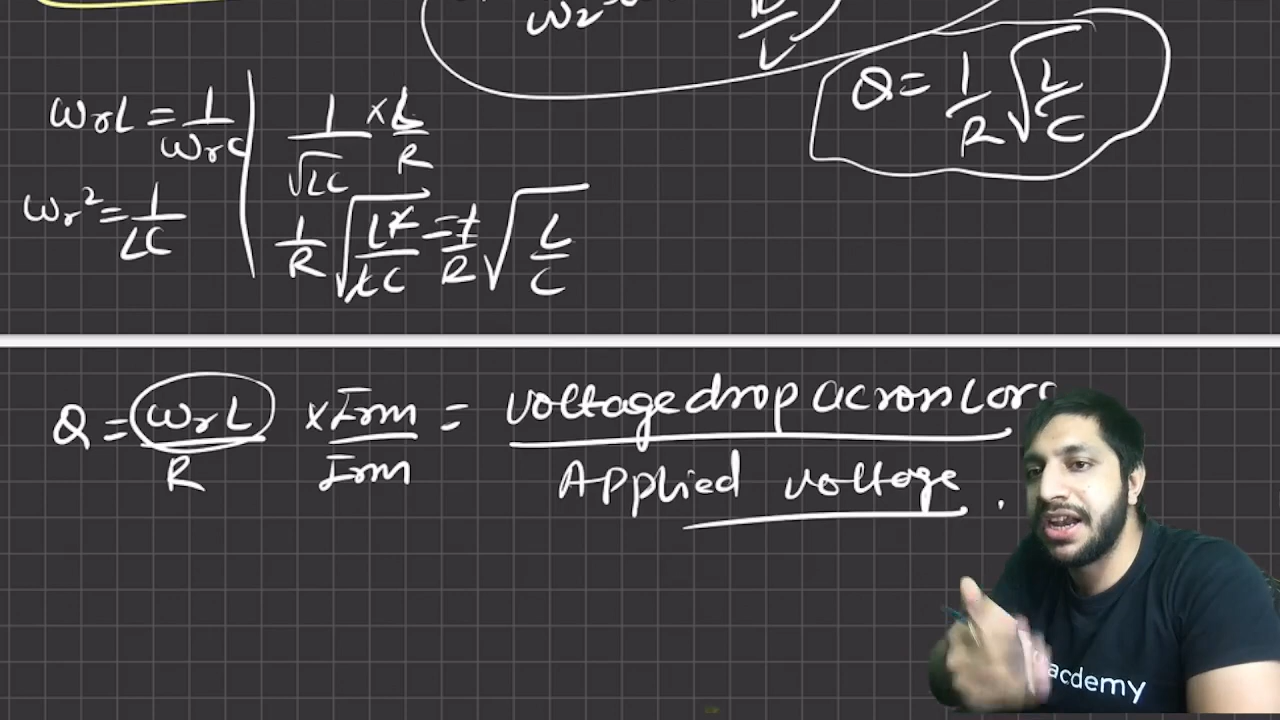 ω₂
L
Q = 1/R √(L/C)
ωrL = 1/ωrC
1/√LC × L/R
ωr² = 1/LC
1/R √(L²/LC) = 1/R √(L/C)
Q = ωrL/R × Irm/Irm = voltage drop across L or C / Applied voltage.
acdemy